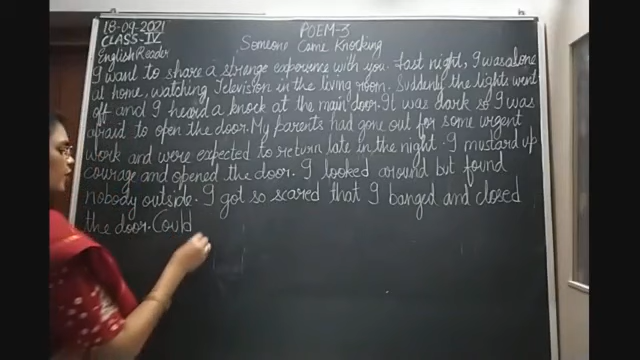 18-09-2021
POEM-3
CLASS-IV
Someone Came Knocking
English Reader
I want to share a strange experience with you. Last night, I was alone
at home, watching Television in the living room. Suddenly the lights went
off and I heard a knock at the main door. It was dark so I was
afraid to open the door. My parents had gone out for some urgent
work and were expected to return late in the night. I mustard up
courage and opened the door. I looked around but found
nobody outside. I got so scared that I banged and closed
the door. Could